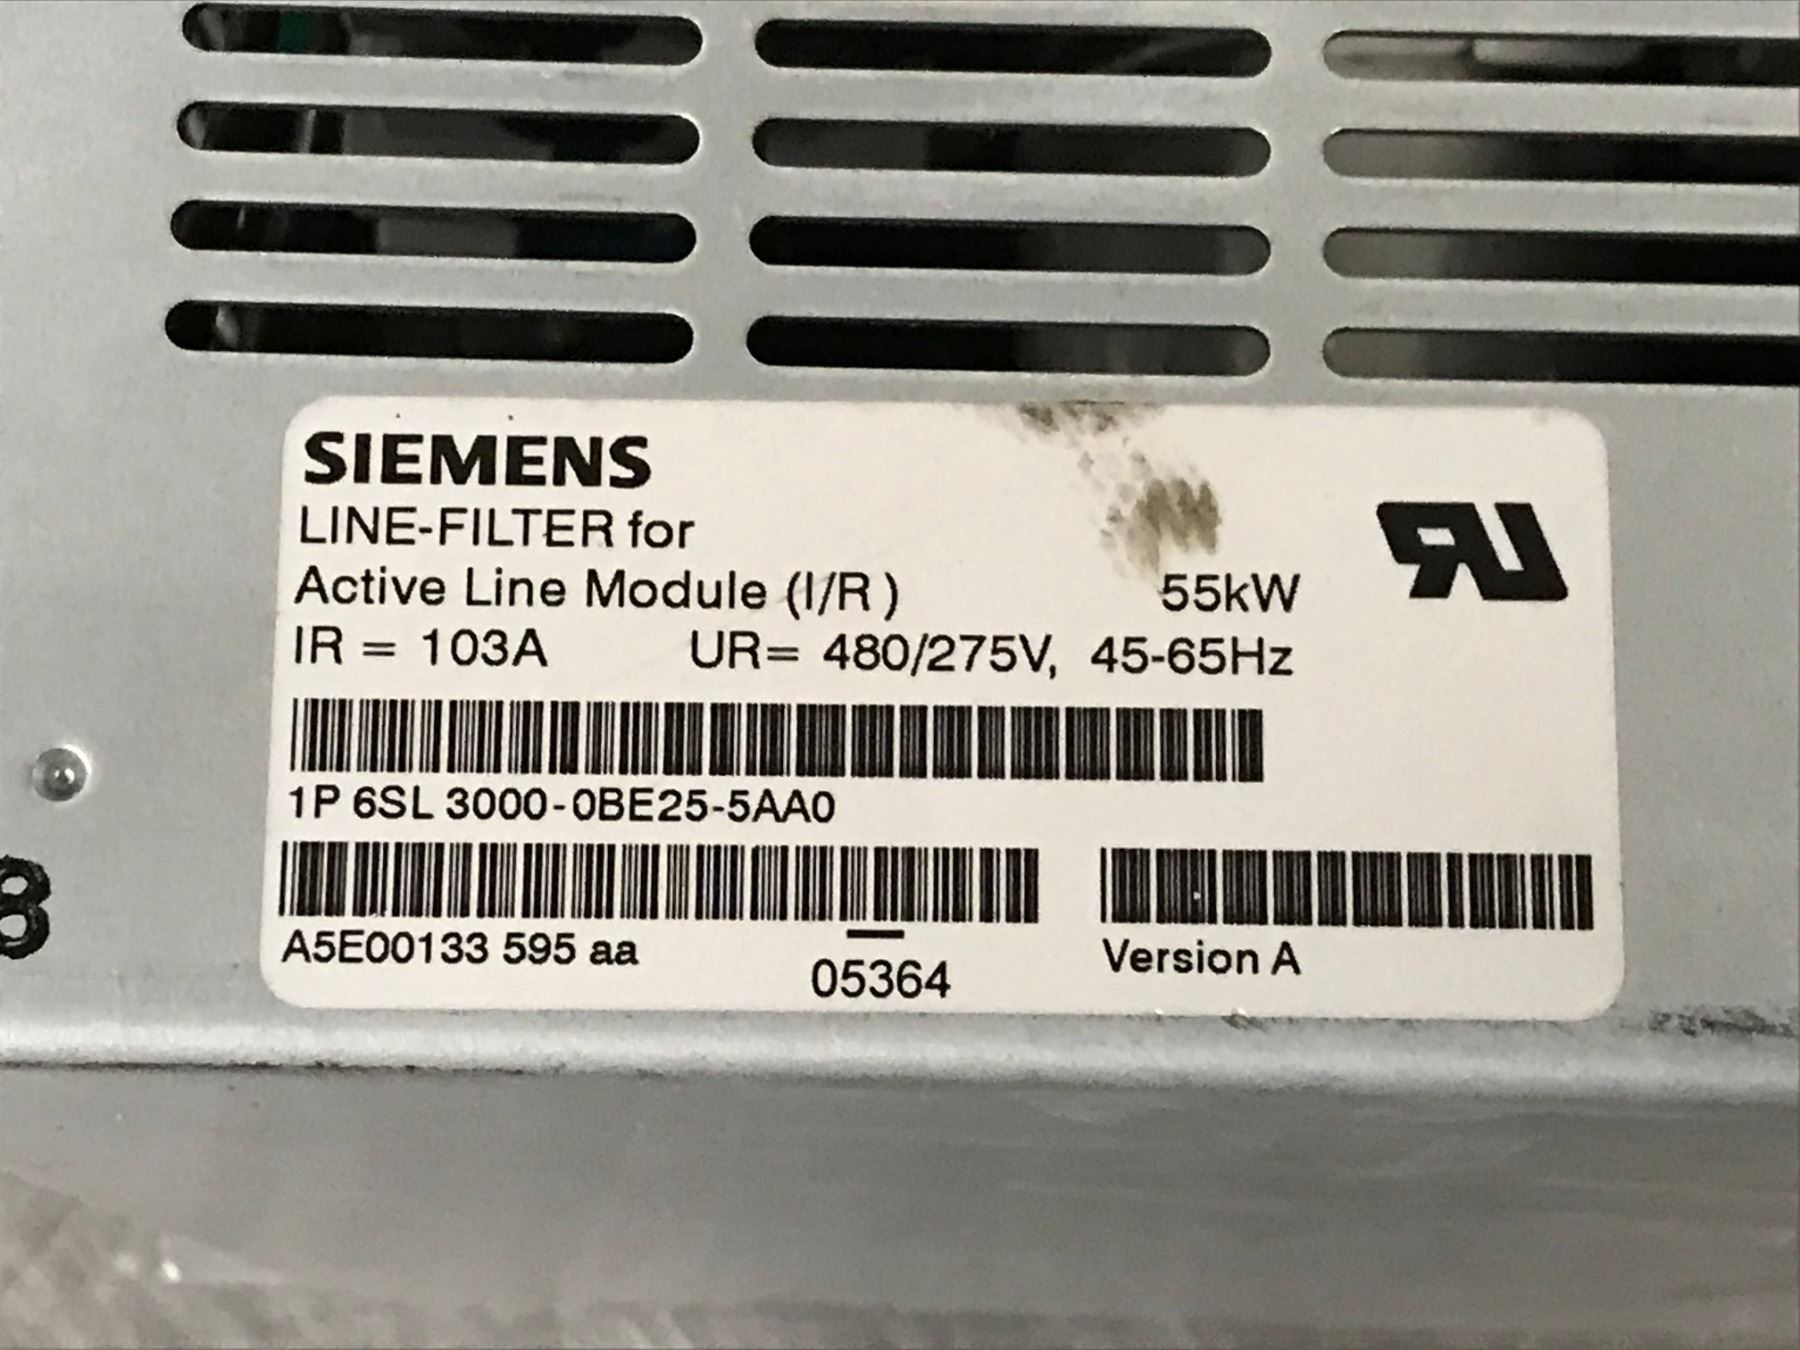 SIEMENS
LINE-FILTER for
Active Line Module (I/R) 55kW
IR = 103A UR= 480/275V, 45-65Hz
1P 6SL 3000-0BE25-5AA0
A5E00133 595 aa
05364
Version A
8